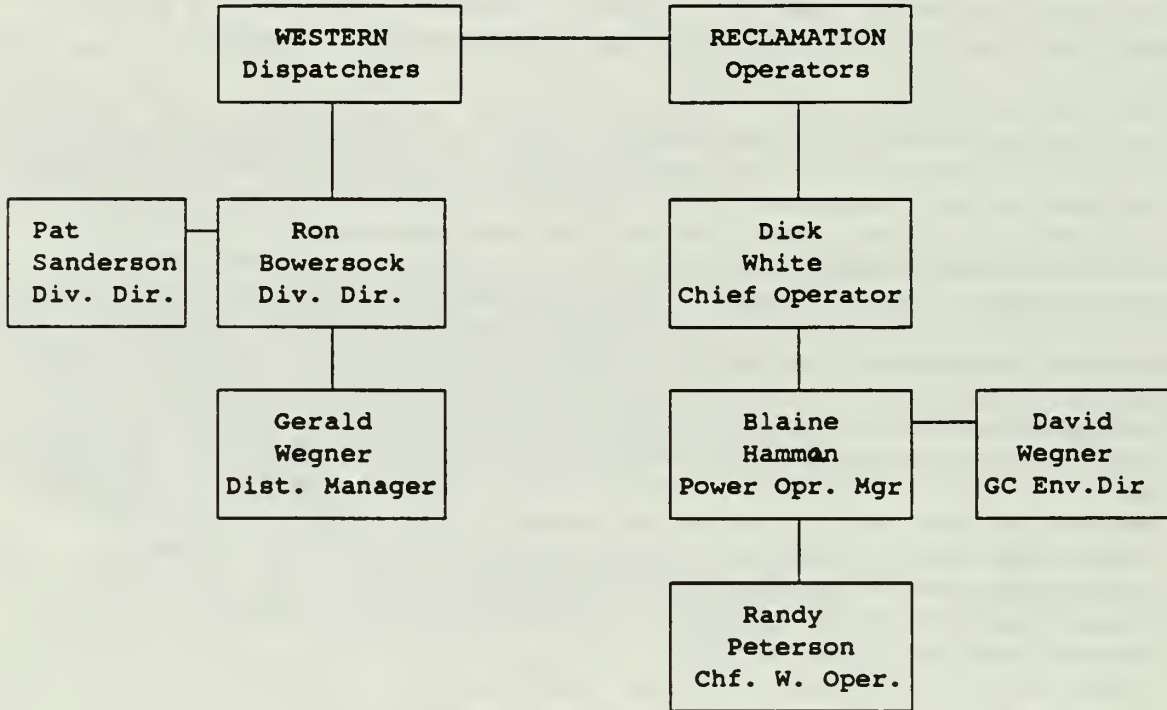 WESTERN
Dispatchers
RECLAMATION
Operators
Pat
Sanderson
Div. Dir.
Ron
Bowersock
Div. Dir.
Dick
White
Chief Operator
Gerald
Wegner
Dist. Manager
Blaine
Hamman
Power Opr. Mgr
David
Wegner
GC Env.Dir
Randy
Peterson
Chf. W. Oper.